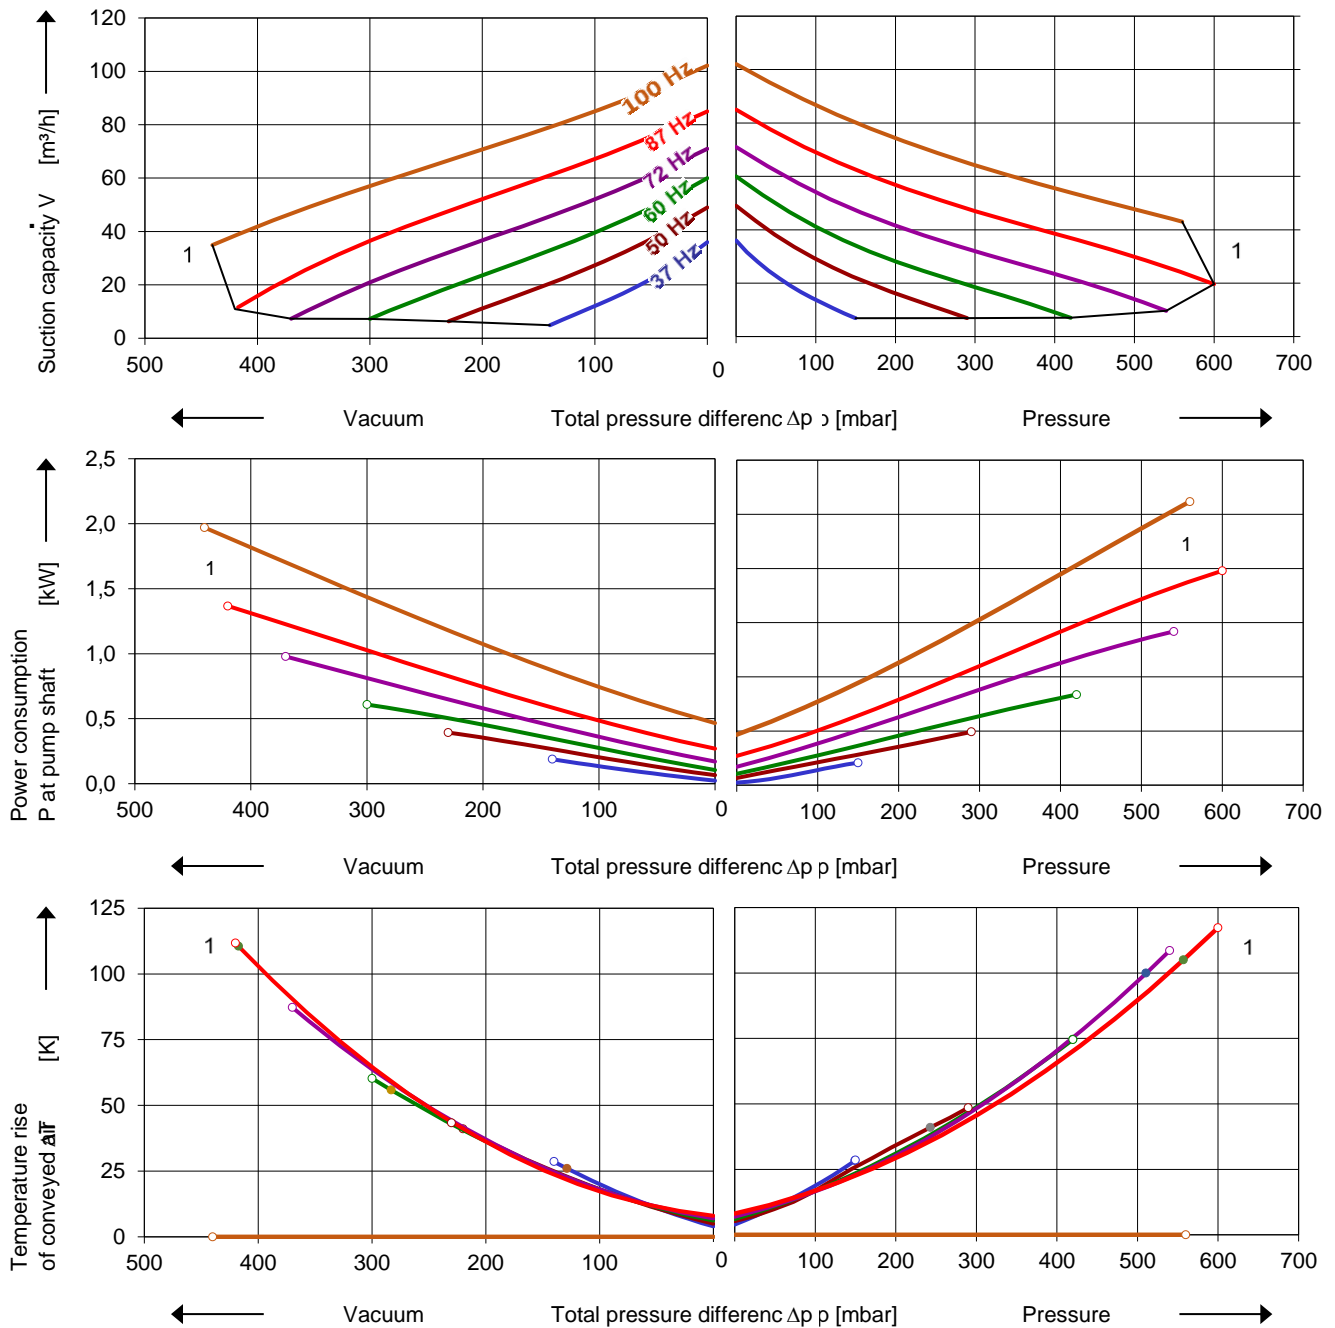 Suction capacity V [m³/h]
120
100
80
60
40
20
0
100 Hz
87 Hz
72 Hz
60 Hz
50 Hz
37 Hz
1
1
500 400 300 200 100 0 100 200 300 400 500 600 700
Vacuum Total pressure differenc Δp p [mbar] Pressure
Power consumption
P at pump shaft [kW]
2,5
2,0
1,5
1,0
0,5
0,0
1
1
500 400 300 200 100 0 100 200 300 400 500 600 700
Vacuum Total pressure differenc Δp p [mbar] Pressure
Temperature rise
of conveyed air [K]
125
100
75
50
25
0
1
1
500 400 300 200 100 0 100 200 300 400 500 600 700
Vacuum Total pressure differenc Δp p [mbar] Pressure